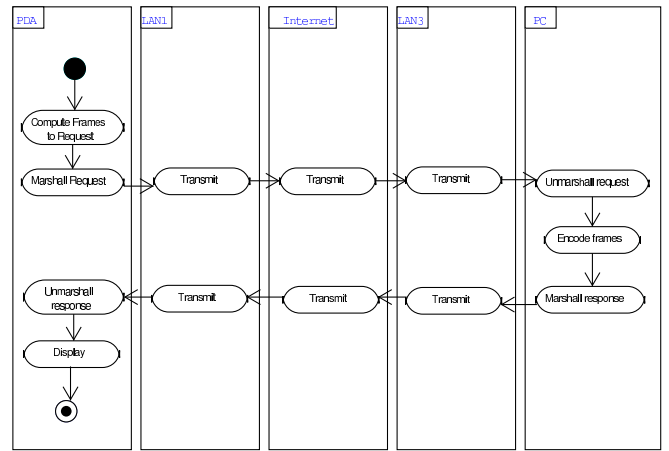 PDA
LAN1
Internet
LAN3
PC
Compute Frames
to Request
Marshall Request
Transmit
Transmit
Transmit
Unmarshall request
Encode frames
Unmarshall
response
Transmit
Transmit
Transmit
Marshall response
Display